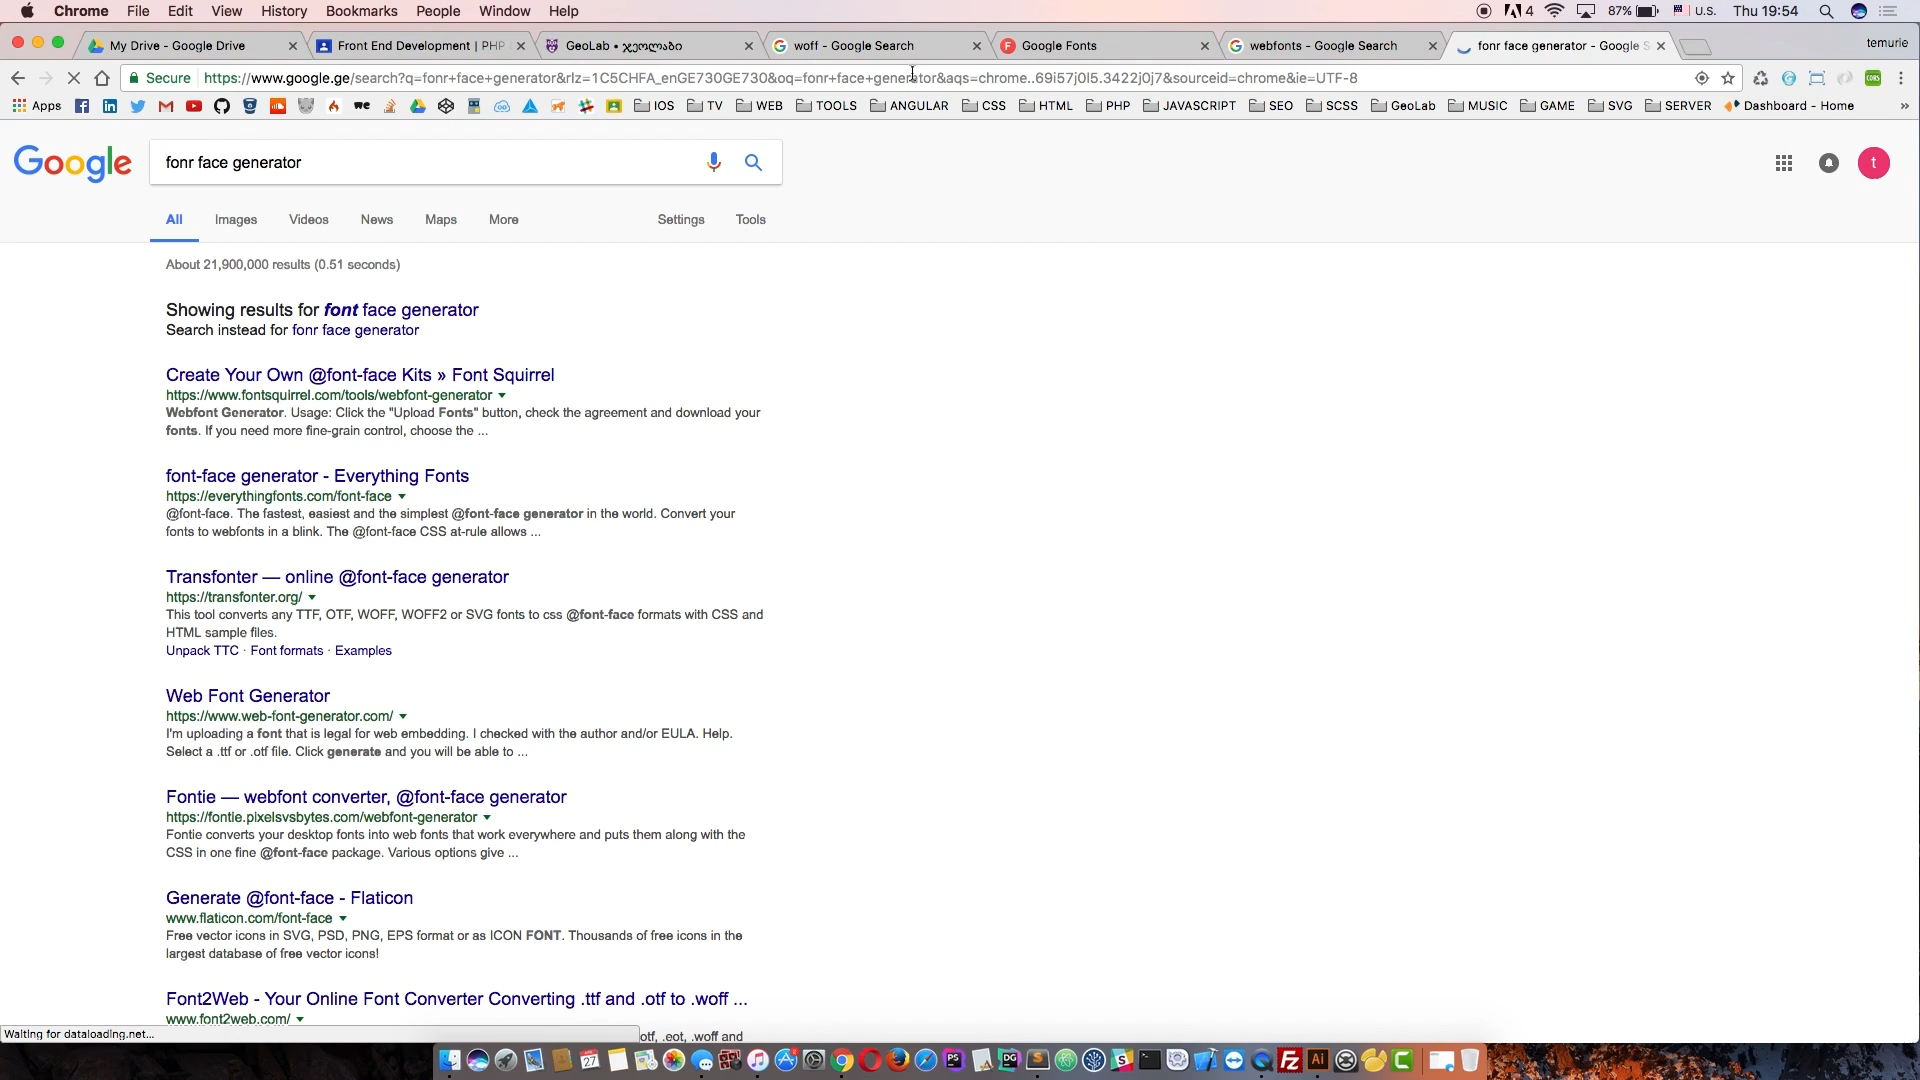 Chrome File Edit View History Bookmarks People Window Help
4 87% U.S. Thu 19:54
My Drive - Google Drive
Front End Development | PHP
GeoLab • ჯეოლაბი
woff - Google Search
Google Fonts
webfonts - Google Search
fonr face generator - Google S
temurie
Secure https://www.google.ge/search?q=fonr+face+generator&rlz=1C5CHFA_enGE730GE730&oq=fonr+face+generator&aqs=chrome..69i57j0l5.3422j0j7&sourceid=chrome&ie=UTF-8
Apps IOS TV WEB TOOLS ANGULAR CSS HTML PHP JAVASCRIPT SEO SCSS GeoLab MUSIC GAME SVG SERVER Dashboard - Home »
Google
fonr face generator
t
All Images Videos News Maps More Settings Tools
About 21,900,000 results (0.51 seconds)
Showing results for font face generator
Search instead for fonr face generator
Create Your Own @font-face Kits » Font Squirrel
https://www.fontsquirrel.com/tools/webfont-generator
Webfont Generator. Usage: Click the "Upload Fonts" button, check the agreement and download your
fonts. If you need more fine-grain control, choose the ...
font-face generator - Everything Fonts
https://everythingfonts.com/font-face
@font-face. The fastest, easiest and the simplest @font-face generator in the world. Convert your
fonts to webfonts in a blink. The @font-face CSS at-rule allows ...
Transfonter — online @font-face generator
https://transfonter.org/
This tool converts any TTF, OTF, WOFF, WOFF2 or SVG fonts to css @font-face formats with CSS and
HTML sample files.
Unpack TTC · Font formats · Examples
Web Font Generator
https://www.web-font-generator.com/
I'm uploading a font that is legal for web embedding. I checked with the author and/or EULA. Help.
Select a .ttf or .otf file. Click generate and you will be able to ...
Fontie — webfont converter, @font-face generator
https://fontie.pixelsvsbytes.com/webfont-generator
Fontie converts your desktop fonts into web fonts that work everywhere and puts them along with the
CSS in one fine @font-face package. Various options give ...
Generate @font-face - Flaticon
www.flaticon.com/font-face
Free vector icons in SVG, PSD, PNG, EPS format or as ICON FONT. Thousands of free icons in the
largest database of free vector icons!
Font2Web - Your Online Font Converter Converting .ttf and .otf to .woff ...
www.font2web.com/
Waiting for dataloading.net...
otf, .eot, .woff and
27 PS DG S Fz Ai C